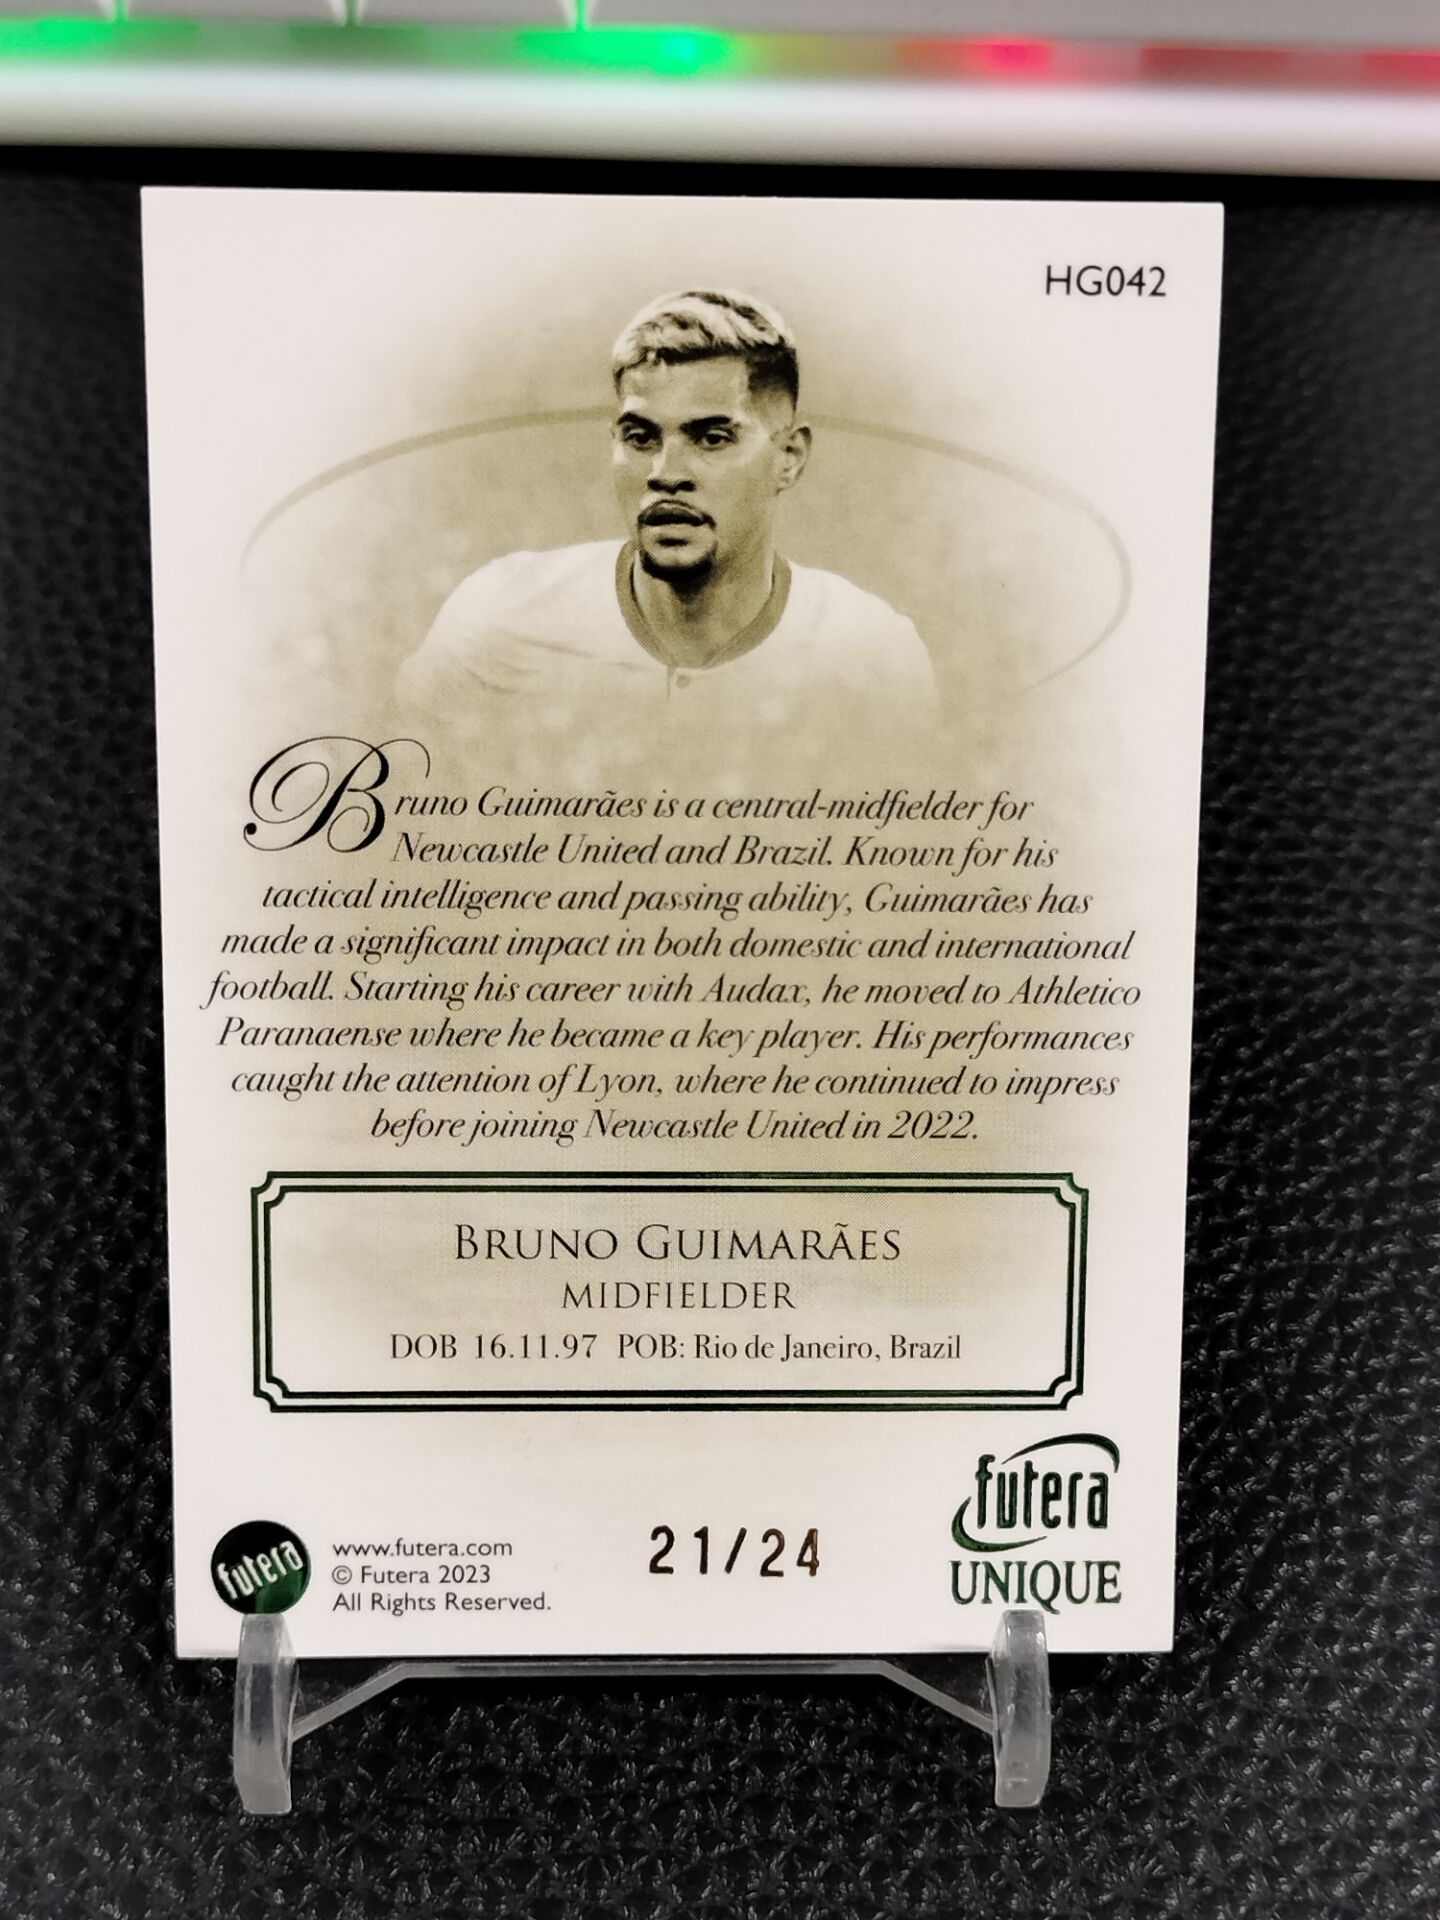 HG042
Bruno Guimarães is a central-midfielder for
Newcastle United and Brazil. Known for his
tactical intelligence and passing ability, Guimarães has
made a significant impact in both domestic and international
football. Starting his career with Audax, he moved to Athletico
Paranaense where he became a key player. His performances
caught the attention of Lyon, where he continued to impress
before joining Newcastle United in 2022.
BRUNO GUIMARÃES
MIDFIELDER
DOB 16.11.97 POB: Rio de Janeiro, Brazil
futera
www.futera.com
© Futera 2023
All Rights Reserved.
21/24
futera
UNIQUE